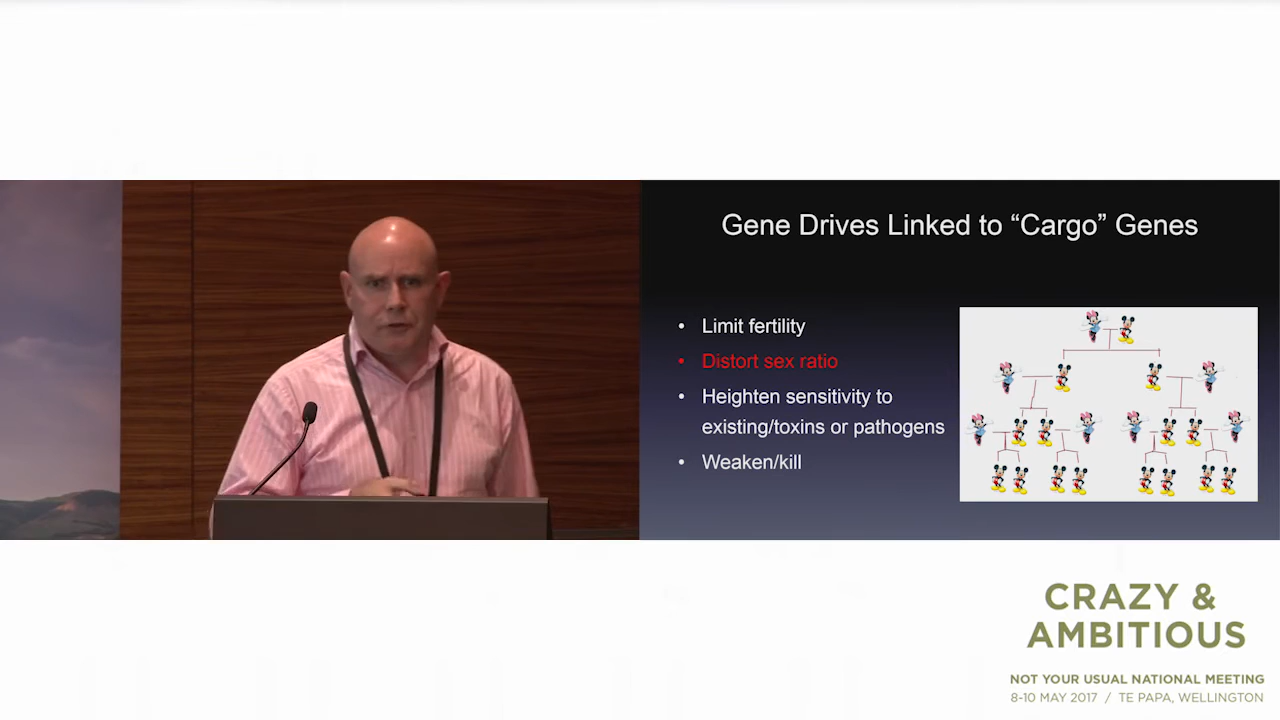 Gene Drives Linked to “Cargo” Genes
• Limit fertility
• Distort sex ratio
• Heighten sensitivity to
existing/toxins or pathogens
• Weaken/kill
CRAZY &
AMBITIOUS
NOT YOUR USUAL NATIONAL MEETING
8-10 MAY 2017 / TE PAPA, WELLINGTON